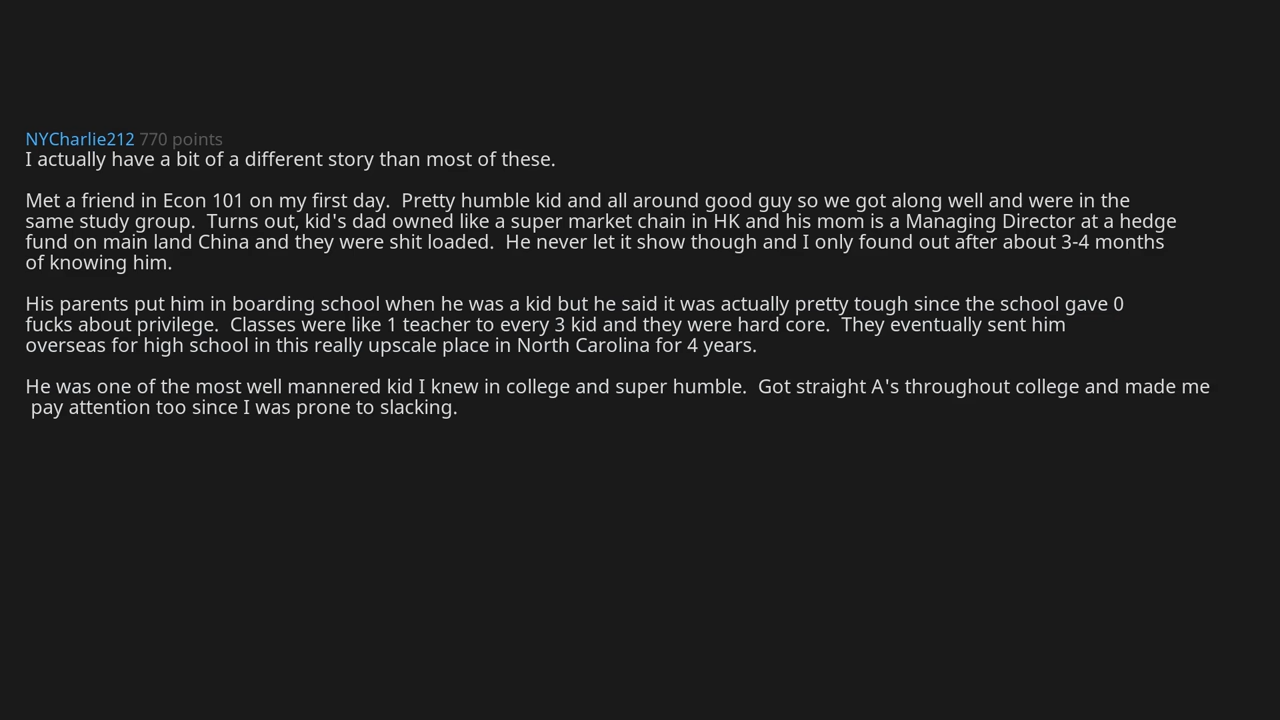 NYCharlie212 770 points
I actually have a bit of a different story than most of these.
Met a friend in Econ 101 on my first day.  Pretty humble kid and all around good guy so we got along well and were in the
same study group.  Turns out, kid's dad owned like a super market chain in HK and his mom is a Managing Director at a hedge
fund on main land China and they were shit loaded.  He never let it show though and I only found out after about 3-4 months
of knowing him.
His parents put him in boarding school when he was a kid but he said it was actually pretty tough since the school gave 0
fucks about privilege.  Classes were like 1 teacher to every 3 kid and they were hard core.  They eventually sent him
overseas for high school in this really upscale place in North Carolina for 4 years.
He was one of the most well mannered kid I knew in college and super humble.  Got straight A's throughout college and made me
pay attention too since I was prone to slacking.